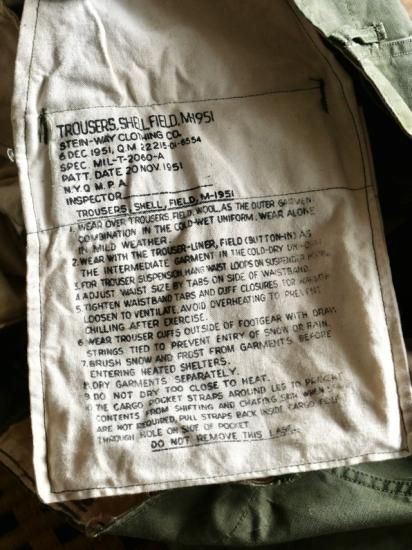 TROUSERS, SHELL, FIELD, M-1951
STEIN-WAY CLOTHING CO.
6 DEC. 1951, Q M 22215-OI-6554
SPEC. MIL-T-2060-A
PATT. DATE 20 NOV. 1951
N.Y.Q.M.P.A.
INSPECTOR
TROUSERS, SHELL, FIELD, M-1951
1. WEAR OVER TROUSERS, FIELD, WOOL, AS THE OUTER GARMENT
COMBINATION IN THE COLD-WET UNIFORM. WEAR ALONE
IN MILD WEATHER.
2. WEAR WITH THE TROUSER-LINER, FIELD (BUTTON-IN) AS
THE INTERMEDIATE GARMENT IN THE COLD-DRY
3. FOR TROUSER SUSPENSION HANG WAIST LOOPS ON SUSPENDER
4. ADJUST WAIST SIZE BY TABS ON SIDE OF WAISTBAND.
5. TIGHTEN WAISTBAND TABS AND CUFF CLOSURES FOR WARMTH
LOOSEN TO VENTILATE. AVOID OVERHEATING TO PREVENT
CHILLING AFTER EXERCISE.
6. WEAR TROUSER CUFFS OUTSIDE OF FOOTGEAR WITH DRAW
STRINGS TIED TO PREVENT ENTRY OF SNOW OR RAIN.
7. BRUSH SNOW AND FROST FROM GARMENTS BEFORE
ENTERING HEATED SHELTERS.
8. DRY GARMENTS SEPARATELY.
9. DO NOT DRY TOO CLOSE TO HEAT.
10. TIE CARGO POCKET STRAPS AROUND LEG TO PREVENT
CONTENTS FROM SHIFTING AND CHAFING SKIN. WHEN
ARE NOT REQUIRED, PULL STRAPS BACK INSIDE CARGO
THROUGH HOLE ON SIDE OF POCKET.
DO NOT REMOVE THIS LABEL